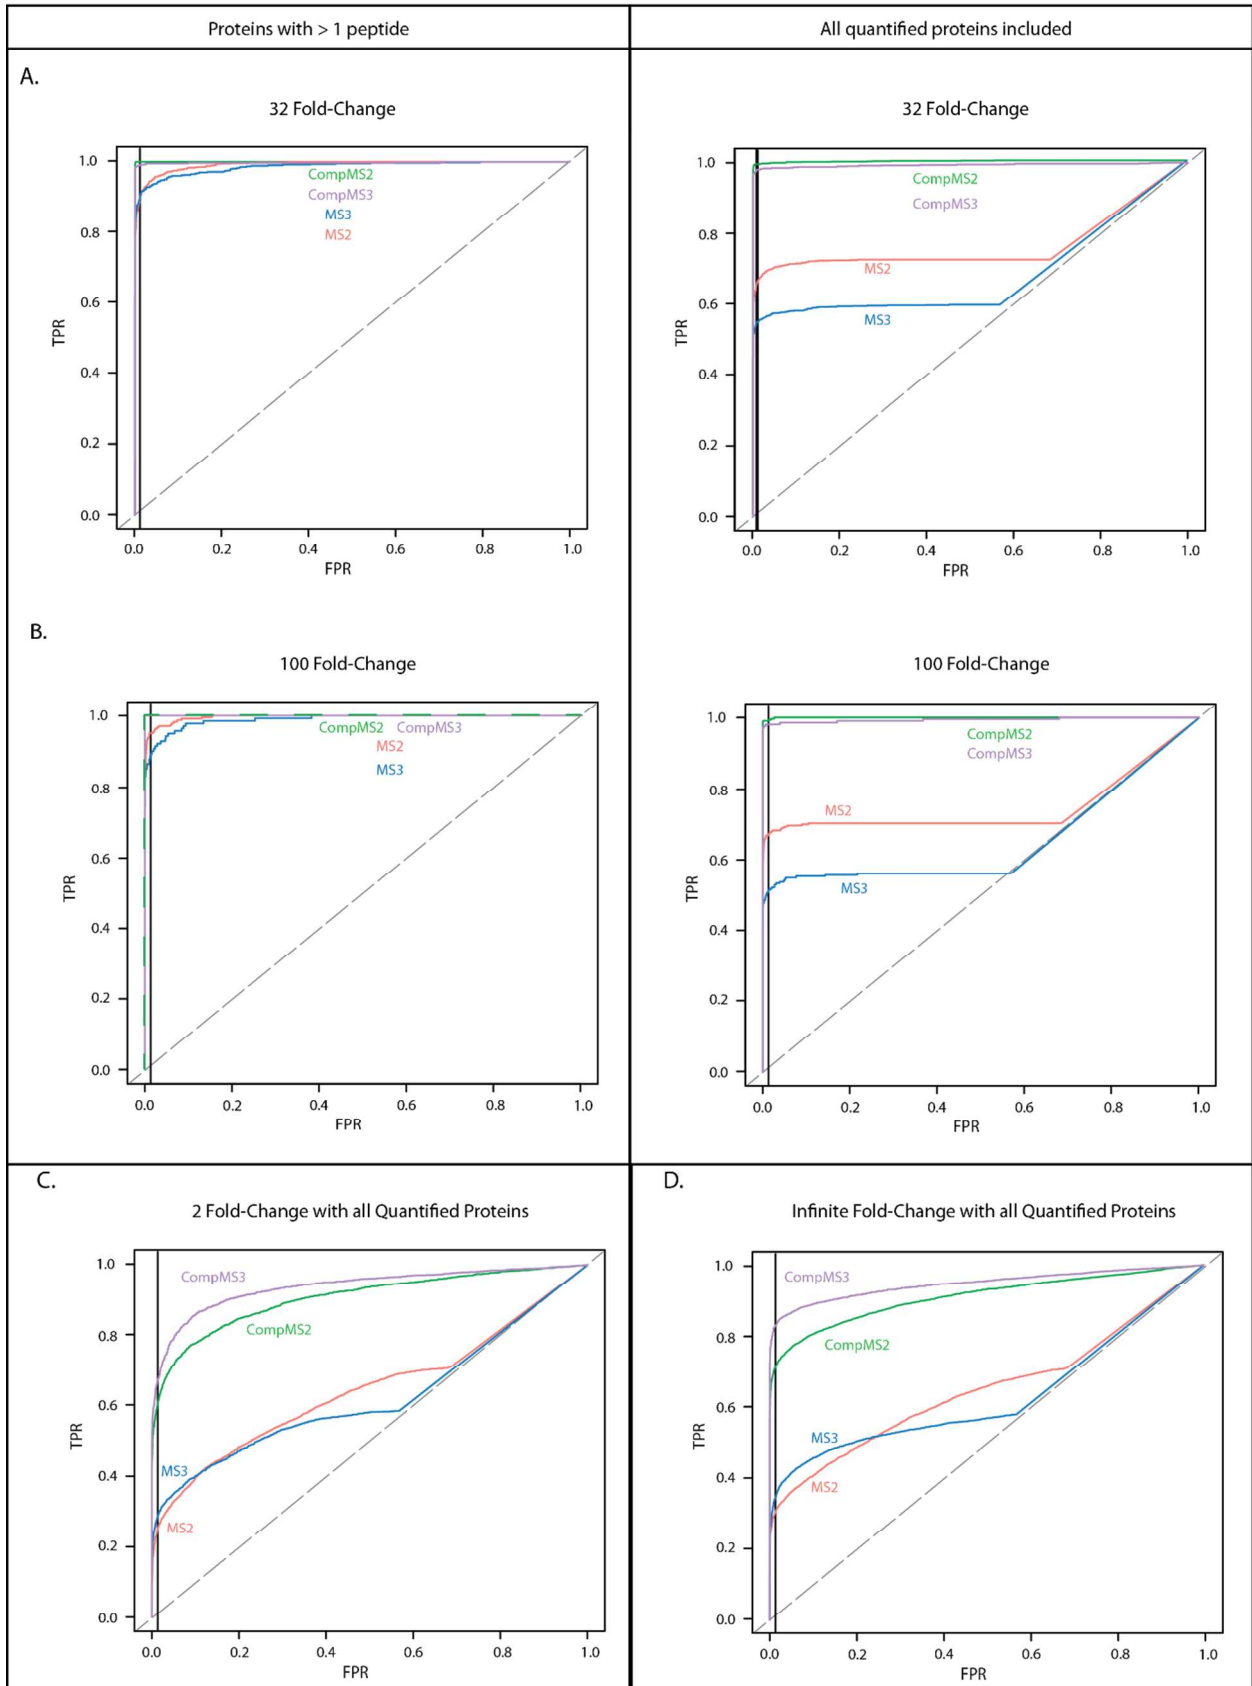 Proteins with > 1 peptide
All quantified proteins included
A.
32 Fold-Change
1.0
0.8
0.6
0.4
0.2
0.0
TPR
CompMS2
CompMS3
MS3
MS2
0.0 0.2 0.4 0.6 0.8 1.0
FPR
32 Fold-Change
1.0
0.8
0.6
0.4
0.2
0.0
TPR
CompMS2
CompMS3
MS2
MS3
0.0 0.2 0.4 0.6 0.8 1.0
FPR
B.
100 Fold-Change
1.0
0.8
0.6
0.4
0.2
0.0
TPR
CompMS2 CompMS3
MS2
MS3
0.0 0.2 0.4 0.6 0.8 1.0
FPR
100 Fold-Change
1.0
0.8
0.6
0.4
0.2
0.0
TPR
CompMS2
CompMS3
MS2
MS3
0.0 0.2 0.4 0.6 0.8 1.0
FPR
C.
2 Fold-Change with all Quantified Proteins
1.0
0.8
0.6
0.4
0.2
0.0
TPR
CompMS3
CompMS2
MS3
MS2
0.0 0.2 0.4 0.6 0.8 1.0
FPR
D.
Infinite Fold-Change with all Quantified Proteins
1.0
0.8
0.6
0.4
0.2
0.0
TPR
CompMS3
CompMS2
MS3
MS2
0.0 0.2 0.4 0.6 0.8 1.0
FPR